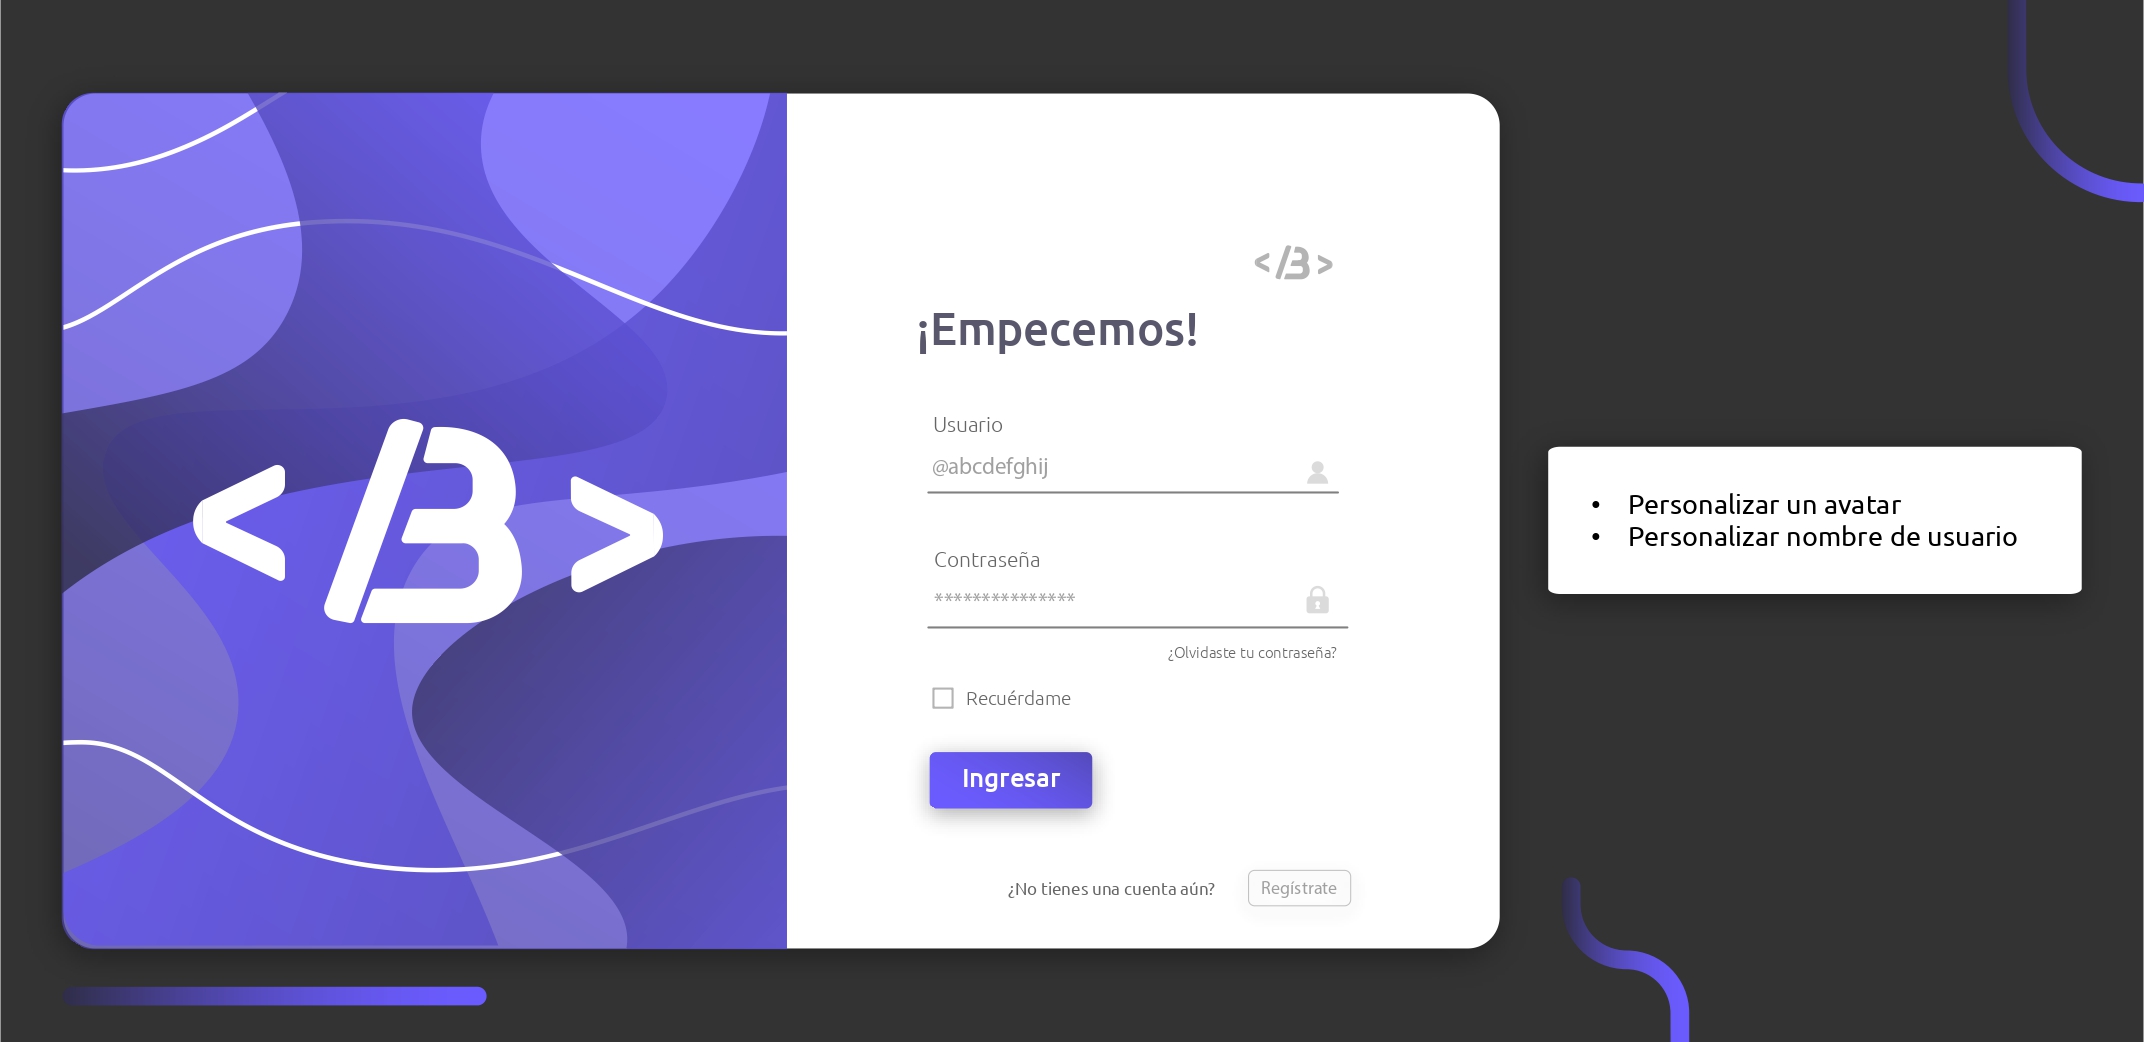 </B>
</B>
¡Empecemos!
Usuario
@abcdefghij
Contraseña
***************
¿Olvidaste tu contraseña?
Recuérdame
Ingresar
¿No tienes una cuenta aún?
Regístrate
• Personalizar un avatar
• Personalizar nombre de usuario